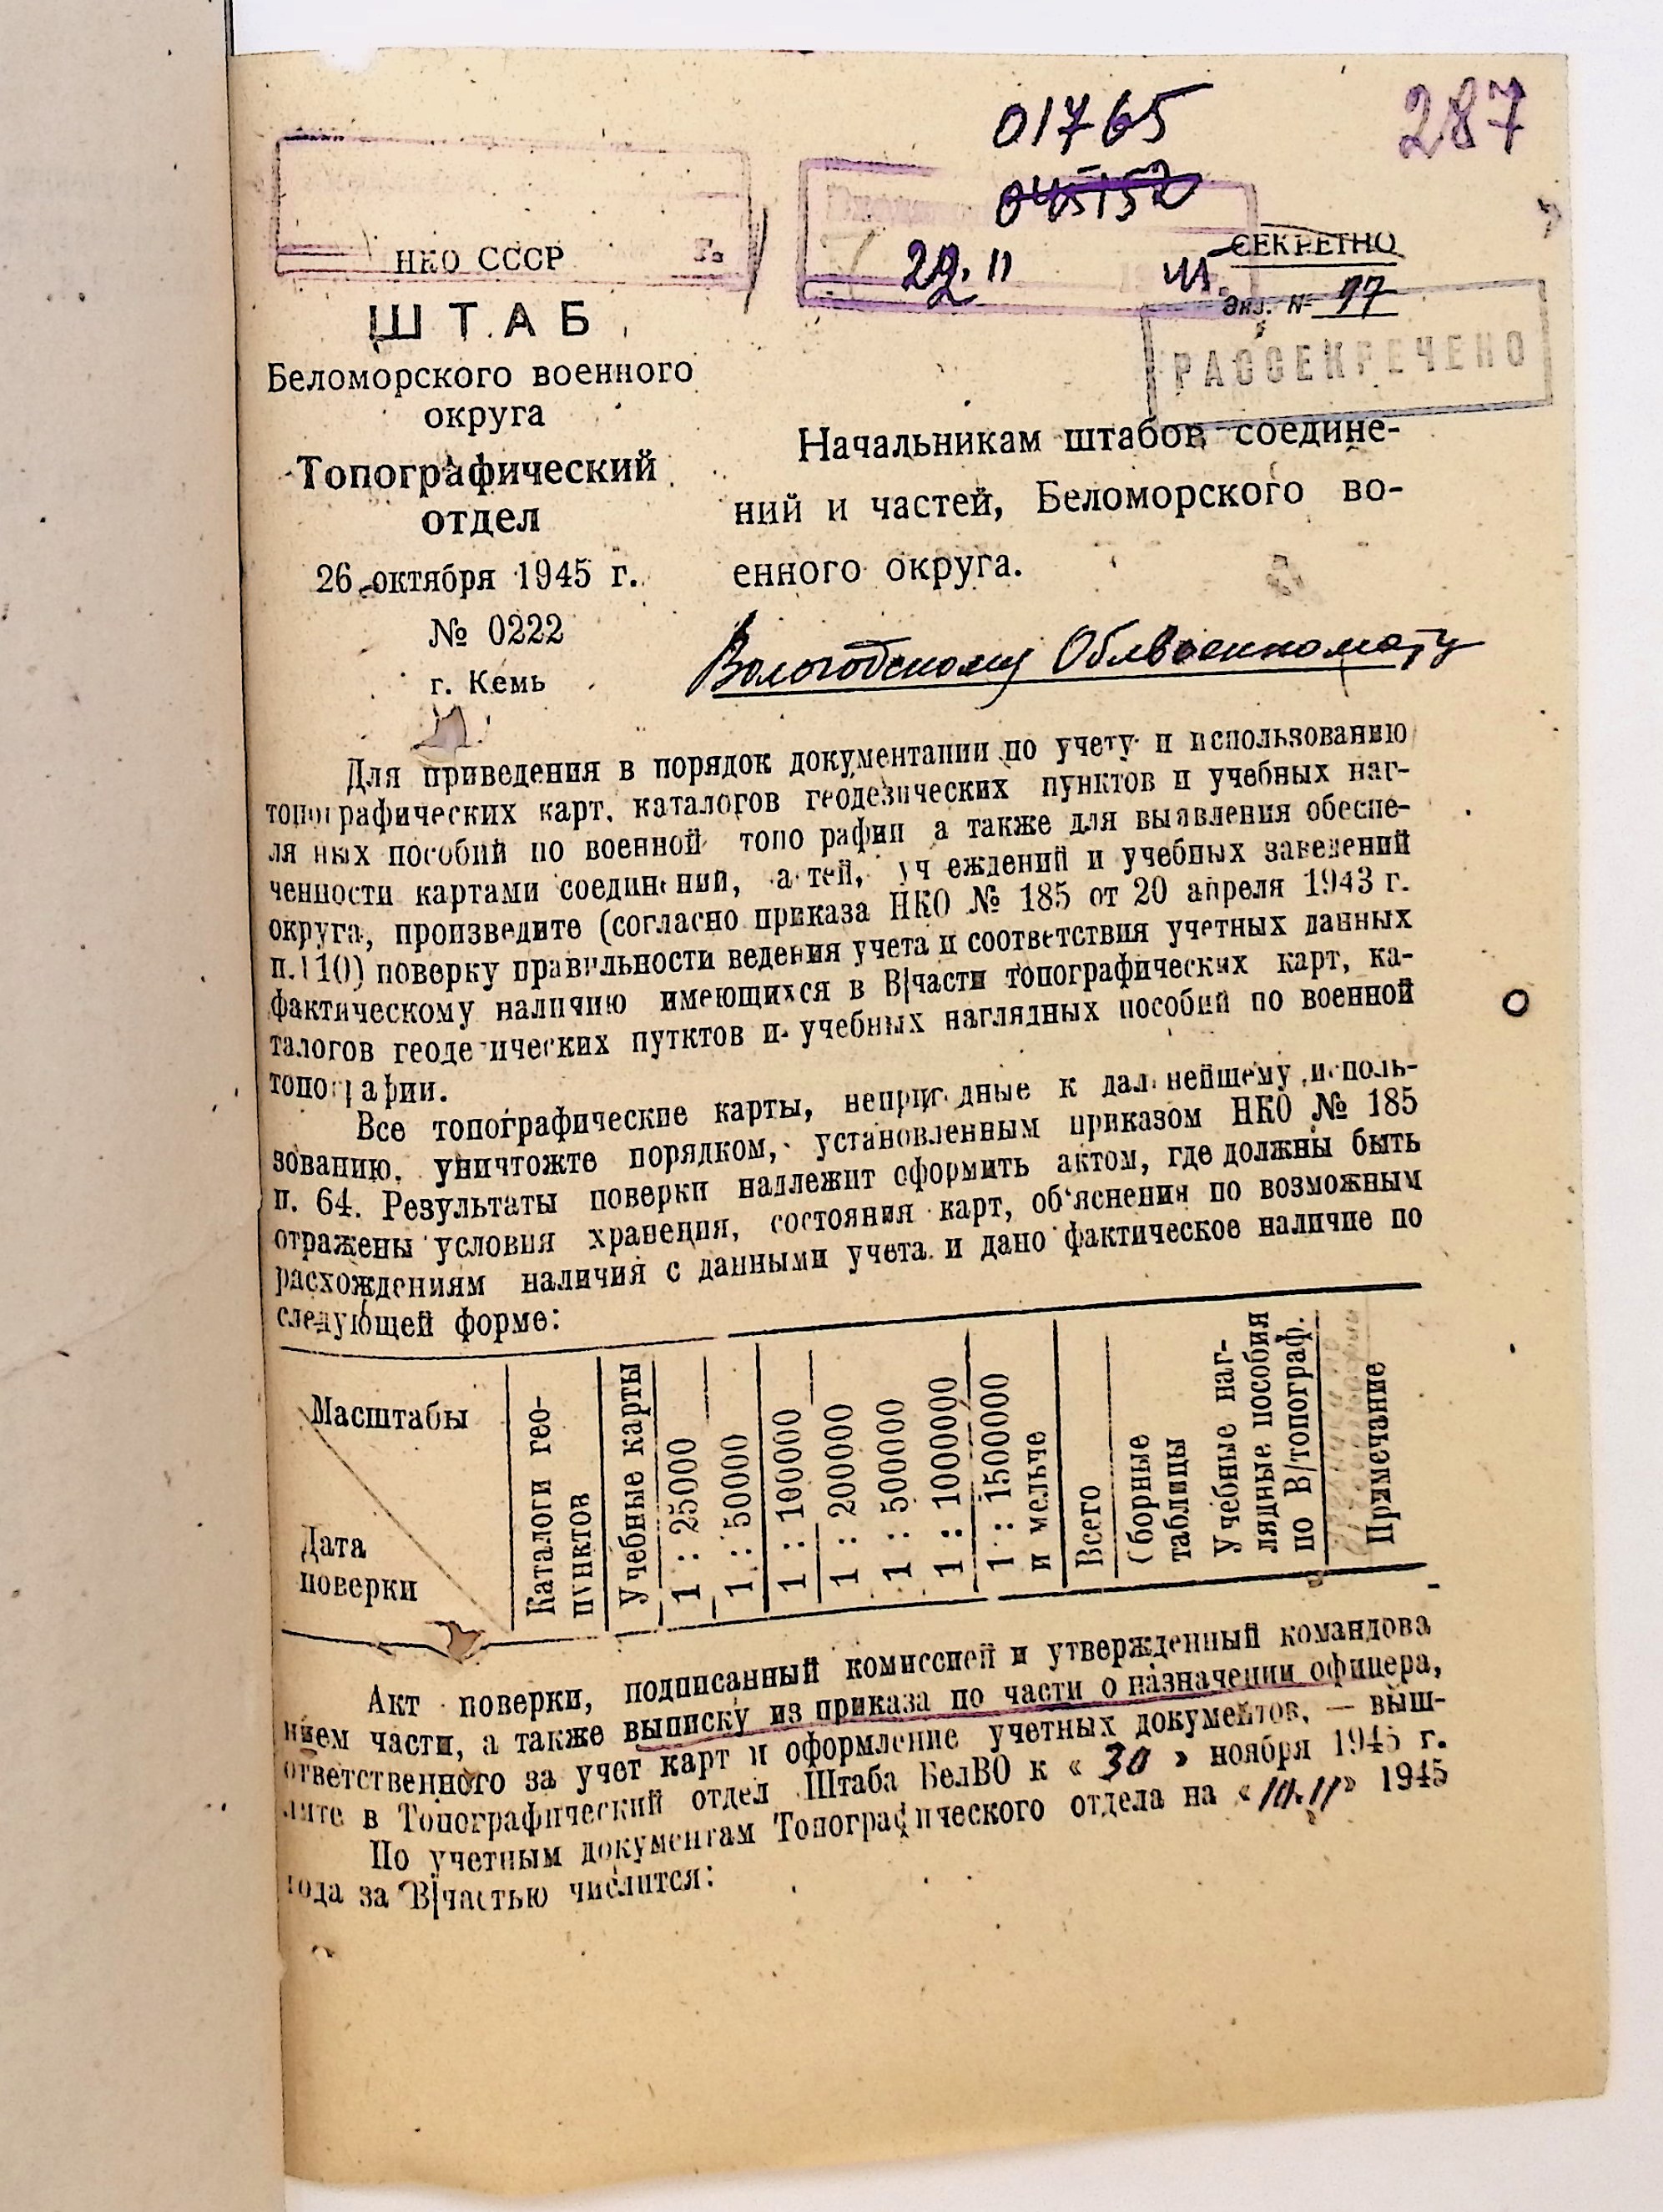 01765
287
045152
22. 11
СЕКРЕТНО
Экз. № 17
РАССЕКРЕЧЕНО
НКО СССР
ШТАБ
Беломорского военного
округа
Топографический
отдел
26 октября 1945 г.
№ 0222
г. Кемь
Начальникам штабов соедине-
ний и частей, Беломорского во-
енного округа.
Вологодскому Облвоенкомату
Для приведения в порядок документации по учету и использованию
топографических карт, каталогов геодезических пунктов и учебных наг-
лядных пособий по военной топографии а также для выявления обеспе-
ченности картами соединений, частей, учреждений и учебных заведений
округа, произведите (согласно приказа НКО № 185 от 20 апреля 1943 г.
п. 110) поверку правильности ведения учета и соответствия учетных данных
фактическому наличию имеющихся в В|части топографических карт, ка-
талогов геодезических путктов и учебных наглядных пособий по военной
топографии.
Все топографические карты, непригодные к дальнейшему исполь-
зованию, уничтожте порядком, установленным приказом НКО № 185
п. 64. Результаты поверки надлежит оформить актом, где должны быть
отражены условия хранения, состояния карт, об'яснения по возможным
расхождениям наличия с данными учета и дано фактическое наличие по
следующей форме:
Масштабы
Дата
поверки
Каталоги гео-
пунктов
Учебные карты
1 : 25000
1 : 50000
1 : 100000
1 : 200000
1 : 500000
1 : 1000000
1 : 1500000
и мельче
Всего
Сборные
таблицы
Учебные наг-
лядные пособия
по В/топограф.
Примечание
Акт поверки, подписанный комиссией и утвержденный командова
нием части, а также выписку из приказа по части о назначении офицера,
ответственного за учет карт и оформление учетных документов, — выш-
лите в Топографический отдел Штаба БелВО к « 30 » ноября 1945 г.
По учетным документам Топографического отдела на «10.11» 1945
года за В|частью числится: